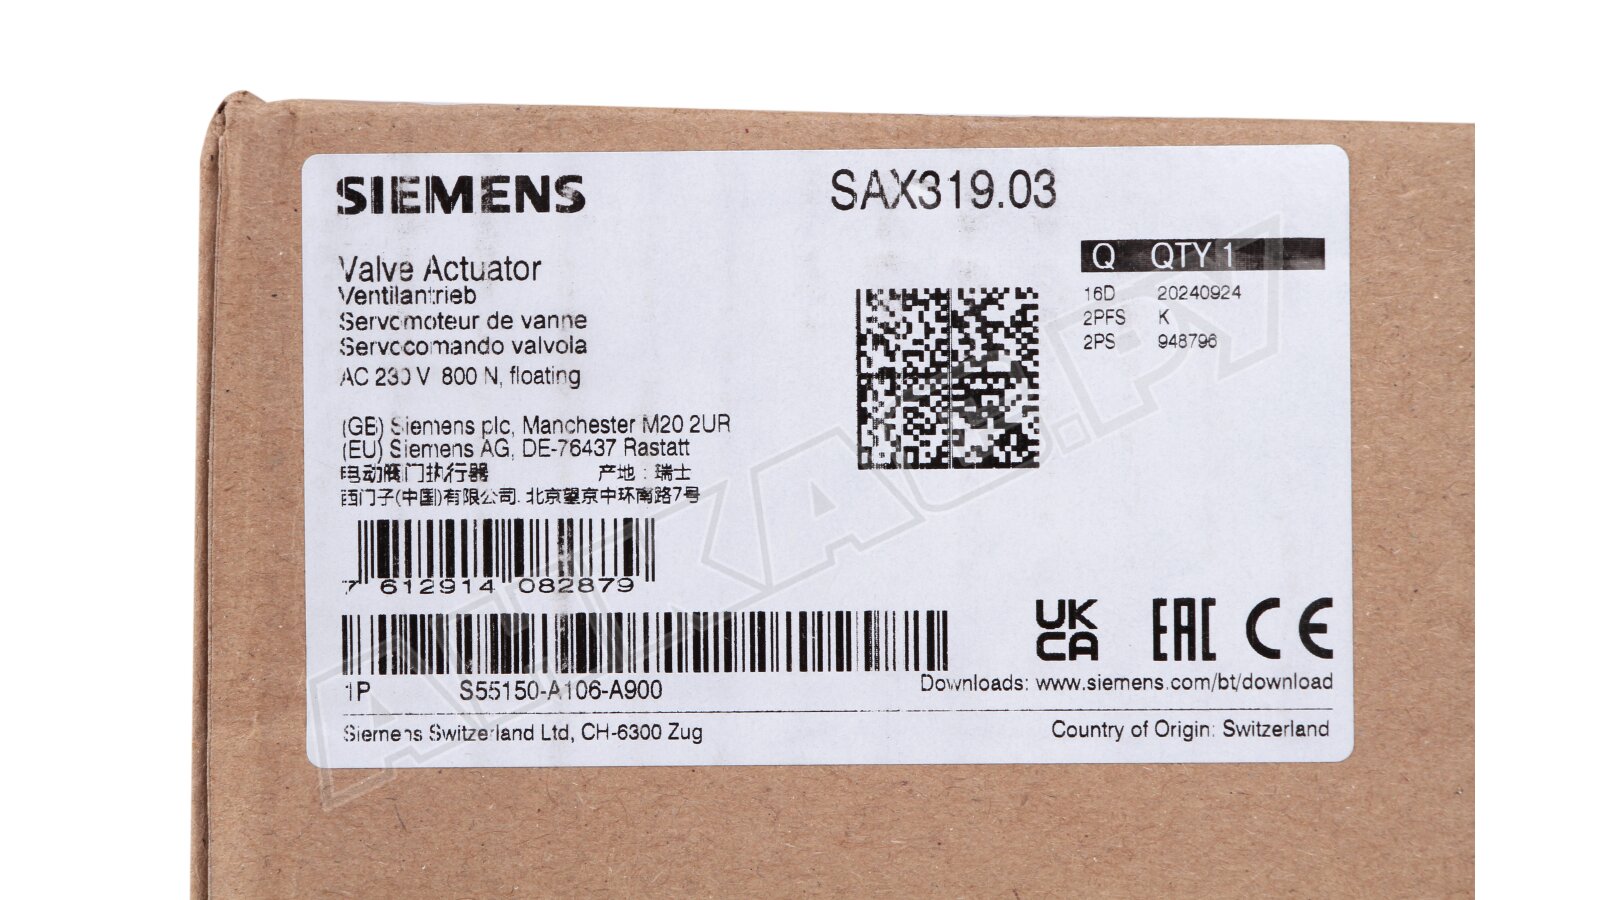 SIEMENS
SAX319.03
Valve Actuator
Ventilantrieb
Servomoteur de vanne
Servocomando valvola
AC 230 V 800 N, floating
Q QTY 1
16D 20240924
2PFS K
2PS 948796
(GB) Siemens plc, Manchester M20 2UR
(EU) Siemens AG, DE-76437 Rastatt
电动阀门执行器 产地：瑞士
西门子(中国)有限公司. 北京望京中环南路7号
7 612914 082879
UK
CA
EAC CE
1P S55150-A106-A900
Downloads: www.siemens.com/bt/download
Siemens Switzerland Ltd, CH-6300 Zug
Country of Origin: Switzerland